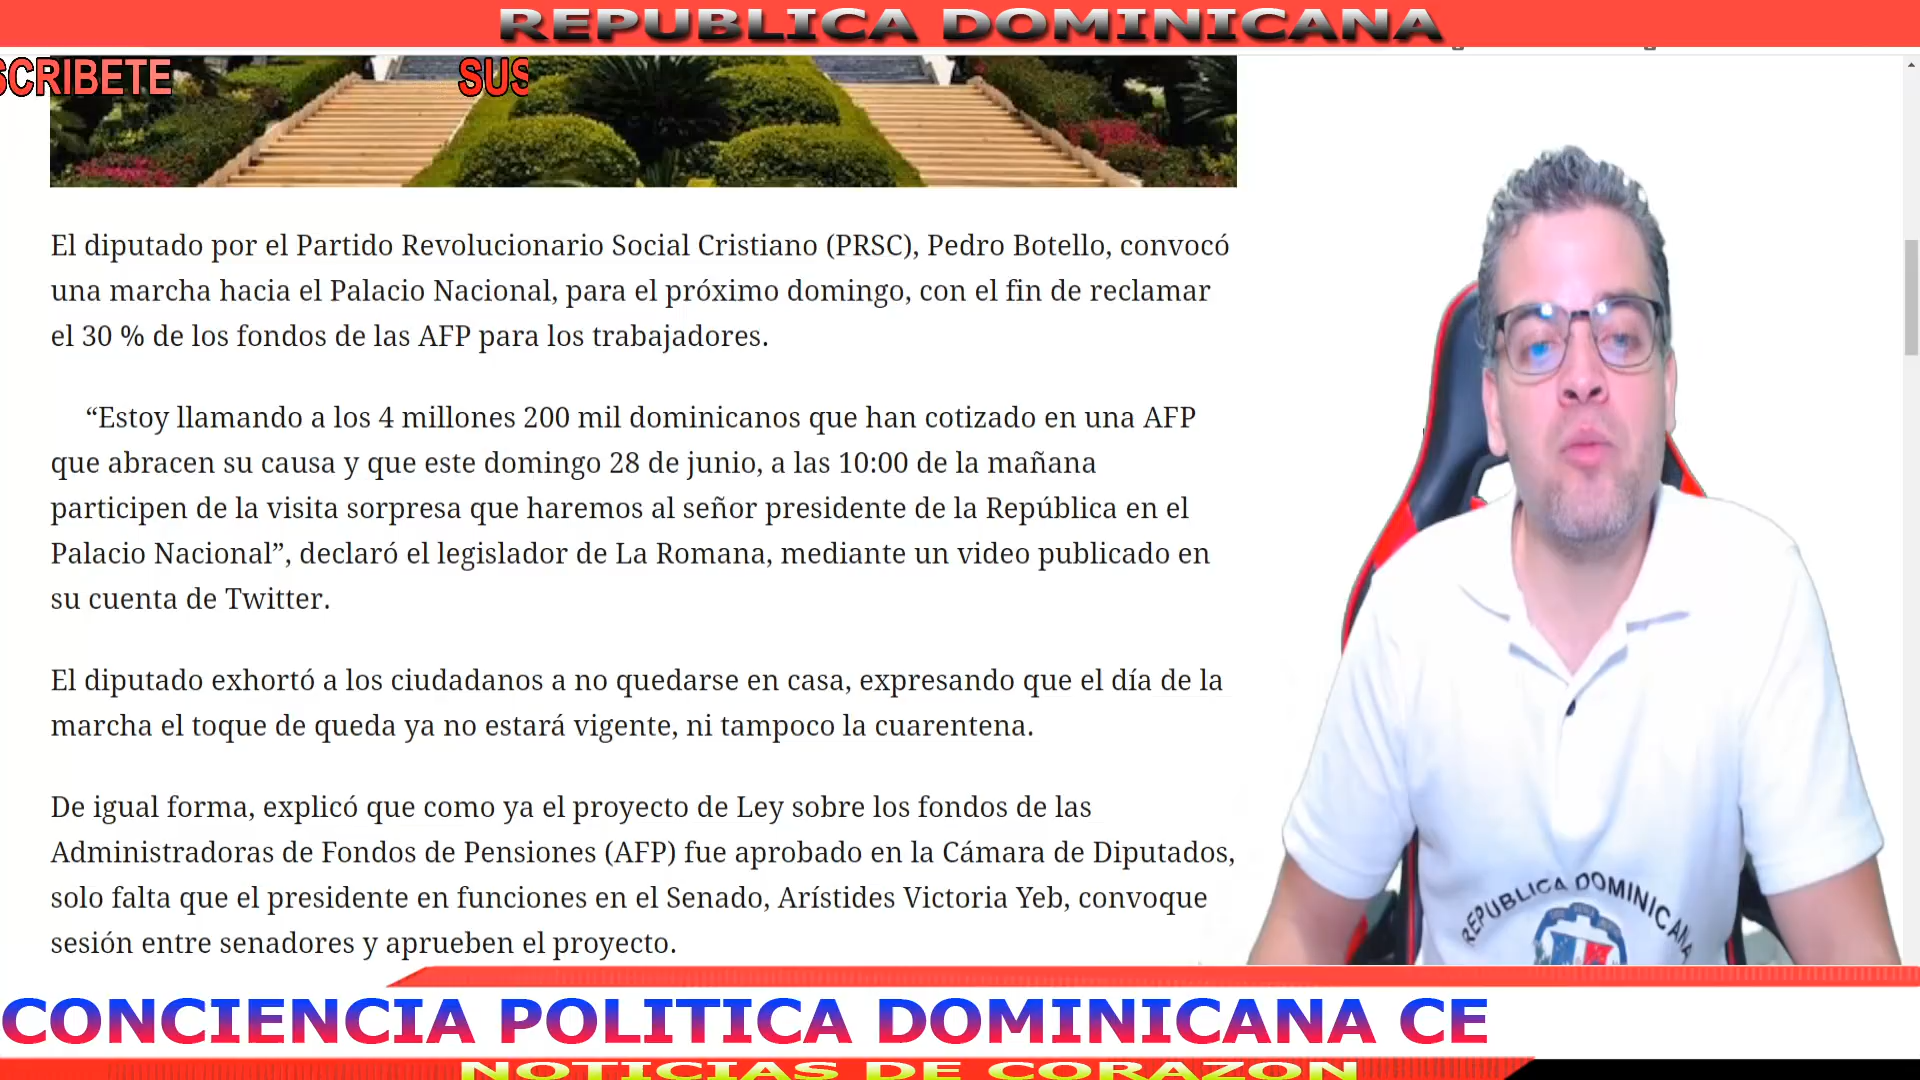 REPUBLICA DOMINICANA
SCRIBETE SUS
El diputado por el Partido Revolucionario Social Cristiano (PRSC), Pedro Botello, convocó
una marcha hacia el Palacio Nacional, para el próximo domingo, con el fin de reclamar
el 30 % de los fondos de las AFP para los trabajadores.
“Estoy llamando a los 4 millones 200 mil dominicanos que han cotizado en una AFP
que abracen su causa y que este domingo 28 de junio, a las 10:00 de la mañana
participen de la visita sorpresa que haremos al señor presidente de la República en el
Palacio Nacional”, declaró el legislador de La Romana, mediante un video publicado en
su cuenta de Twitter.
El diputado exhortó a los ciudadanos a no quedarse en casa, expresando que el día de la
marcha el toque de queda ya no estará vigente, ni tampoco la cuarentena.
De igual forma, explicó que como ya el proyecto de Ley sobre los fondos de las
Administradoras de Fondos de Pensiones (AFP) fue aprobado en la Cámara de Diputados,
solo falta que el presidente en funciones en el Senado, Arístides Victoria Yeb, convoque
sesión entre senadores y aprueben el proyecto.
REPUBLICA DOMINICANA
CONCIENCIA POLITICA DOMINICANA CE
NOTICIAS DE CORAZON